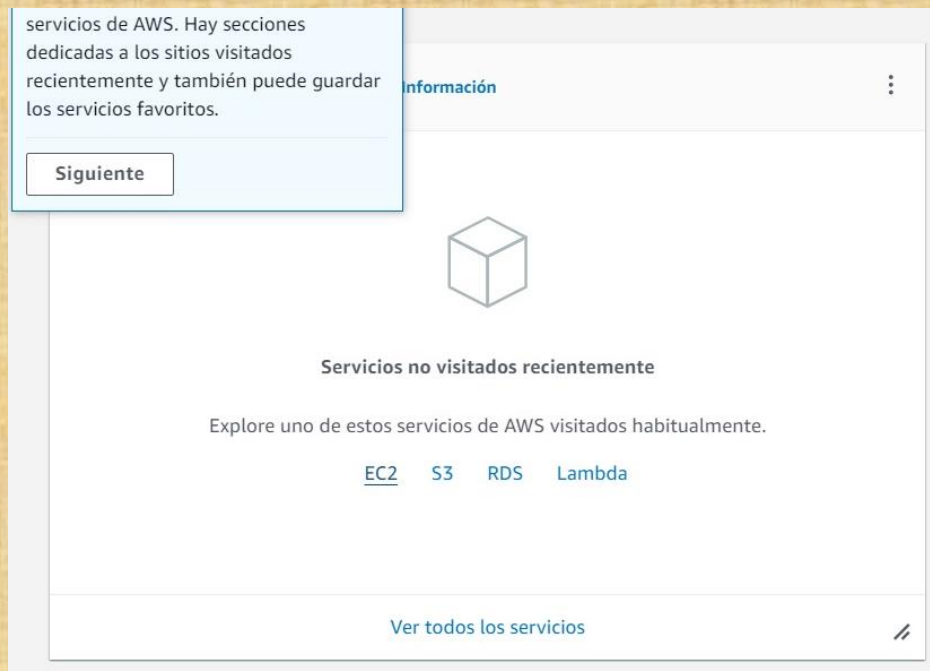 servicios de AWS. Hay secciones
dedicadas a los sitios visitados
recientemente y también puede guardar
los servicios favoritos.
Siguiente
Información
Servicios no visitados recientemente
Explore uno de estos servicios de AWS visitados habitualmente.
EC2 S3 RDS Lambda
Ver todos los servicios